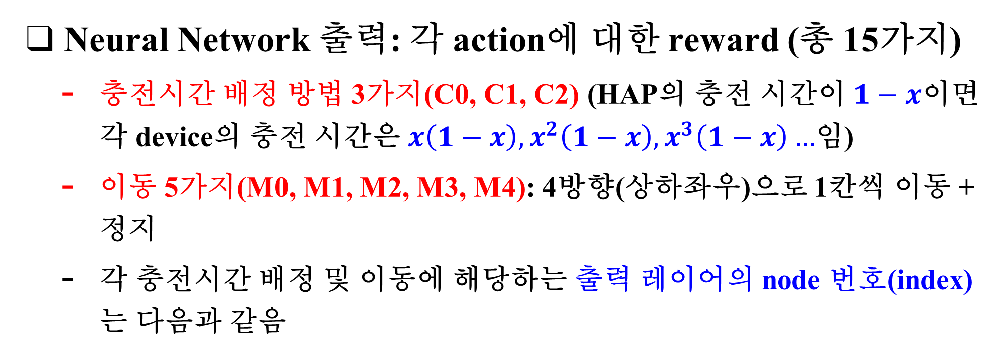 ❑ Neural Network 출력: 각 action에 대한 reward (총 15가지)
- 충전시간 배정 방법 3가지(C0, C1, C2) (HAP의 충전 시간이 1 − x이면
각 device의 충전 시간은 x(1 − x), x²(1 − x), x³(1 − x) …임)
- 이동 5가지(M0, M1, M2, M3, M4): 4방향(상하좌우)으로 1칸씩 이동 +
정지
- 각 충전시간 배정 및 이동에 해당하는 출력 레이어의 node 번호(index)
는 다음과 같음